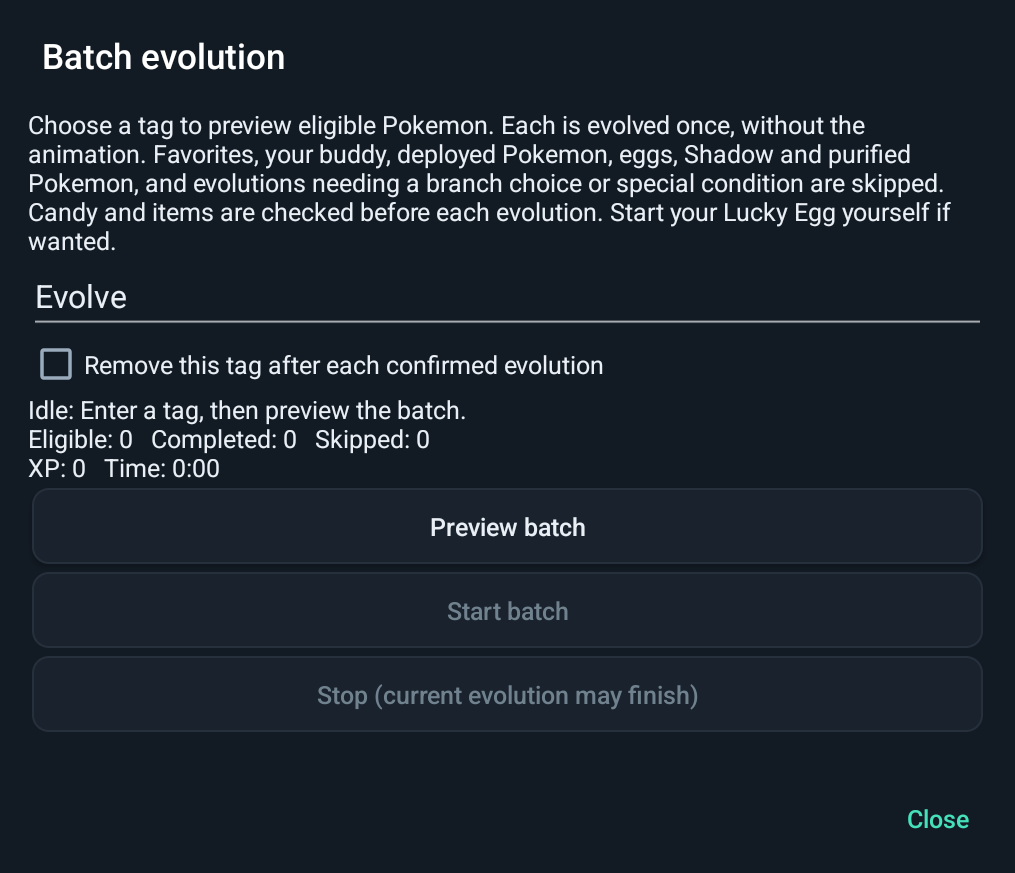 Batch evolution
Choose a tag to preview eligible Pokemon. Each is evolved once, without the
animation. Favorites, your buddy, deployed Pokemon, eggs, Shadow and purified
Pokemon, and evolutions needing a branch choice or special condition are skipped.
Candy and items are checked before each evolution. Start your Lucky Egg yourself if
wanted.
Evolve
Remove this tag after each confirmed evolution
Idle: Enter a tag, then preview the batch.
Eligible: 0   Completed: 0   Skipped: 0
XP: 0   Time: 0:00
Preview batch
Start batch
Stop (current evolution may finish)
Close